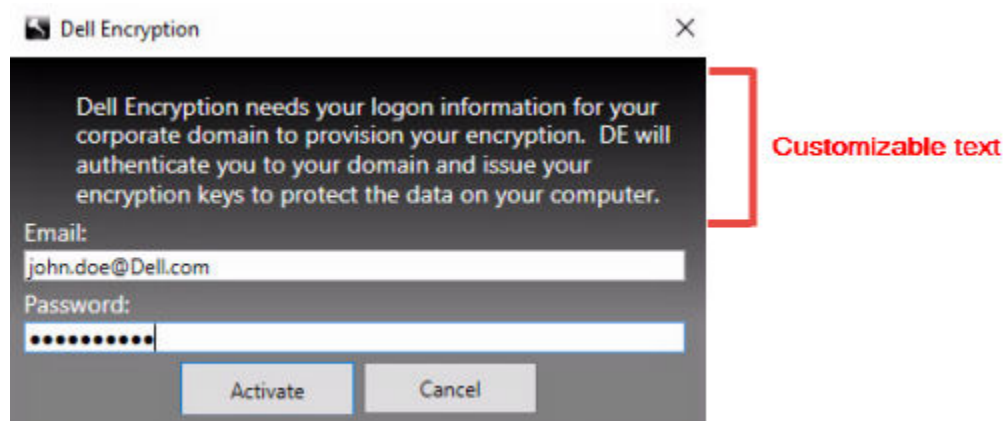 Dell Encryption
Dell Encryption needs your logon information for your
corporate domain to provision your encryption.  DE will
authenticate you to your domain and issue your
encryption keys to protect the data on your computer.
Customizable text
Email:
john.doe@Dell.com
Password:
●●●●●●●●●●
Activate
Cancel